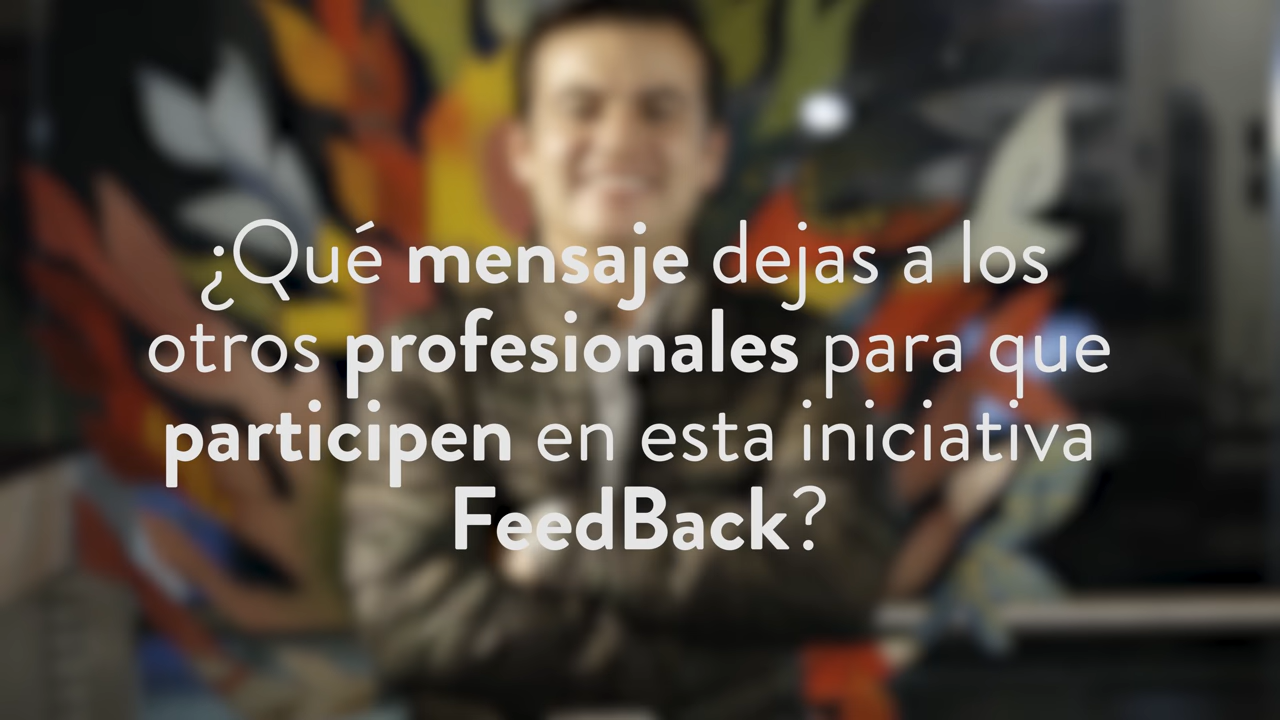 ¿Qué mensaje dejas a los
otros profesionales para que
participen en esta iniciativa
FeedBack?